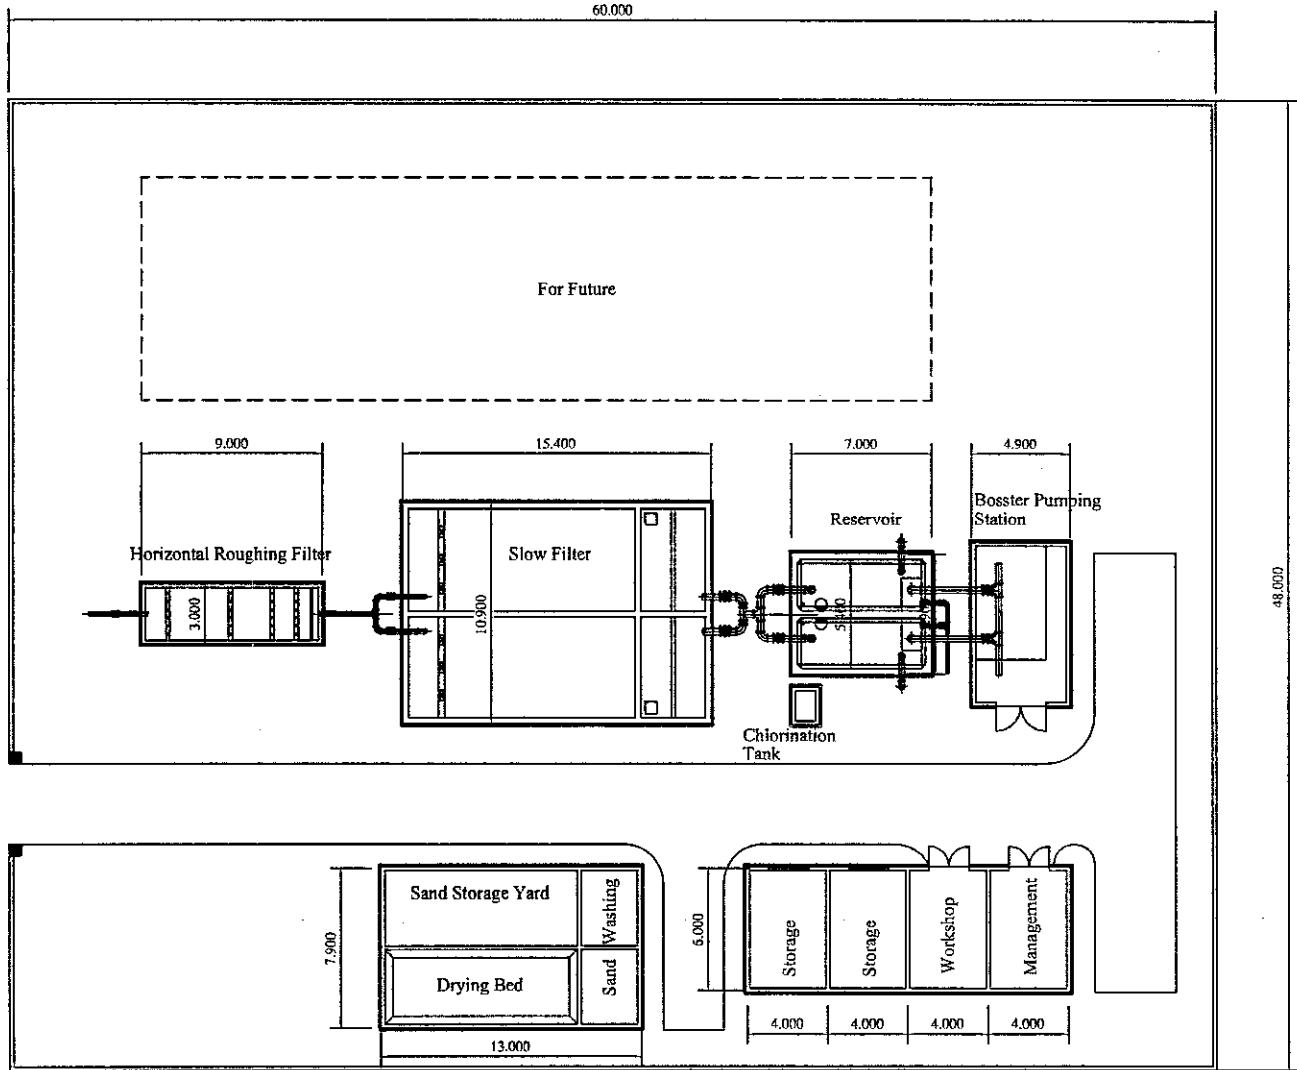 60.000
For Future
9.000
15.400
7.000
4.900
Bosster Pumping
Station
Reservoir
Horizontal Roughing Filter
Slow Filter
3.000
10.900
48.000
Chlorination
Tank
Sand Storage Yard
Washing
Sand
Drying Bed
7.900
13.000
6.000
Storage
Storage
Workshop
Management
4.000
4.000
4.000
4.000